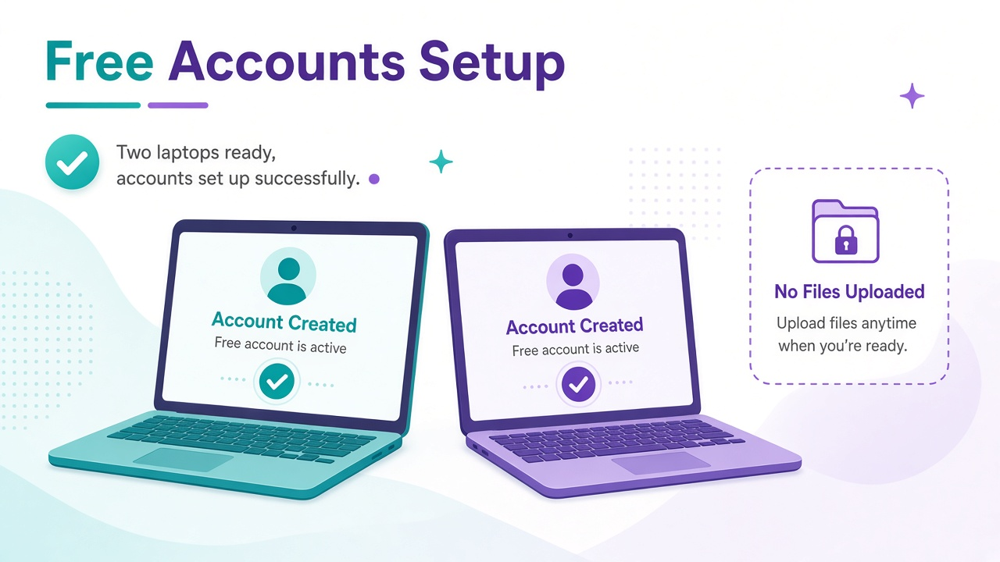 Free Accounts Setup
Two laptops ready,
accounts set up successfully.
Account Created
Free account is active
Account Created
Free account is active
No Files Uploaded
Upload files anytime
when you’re ready.